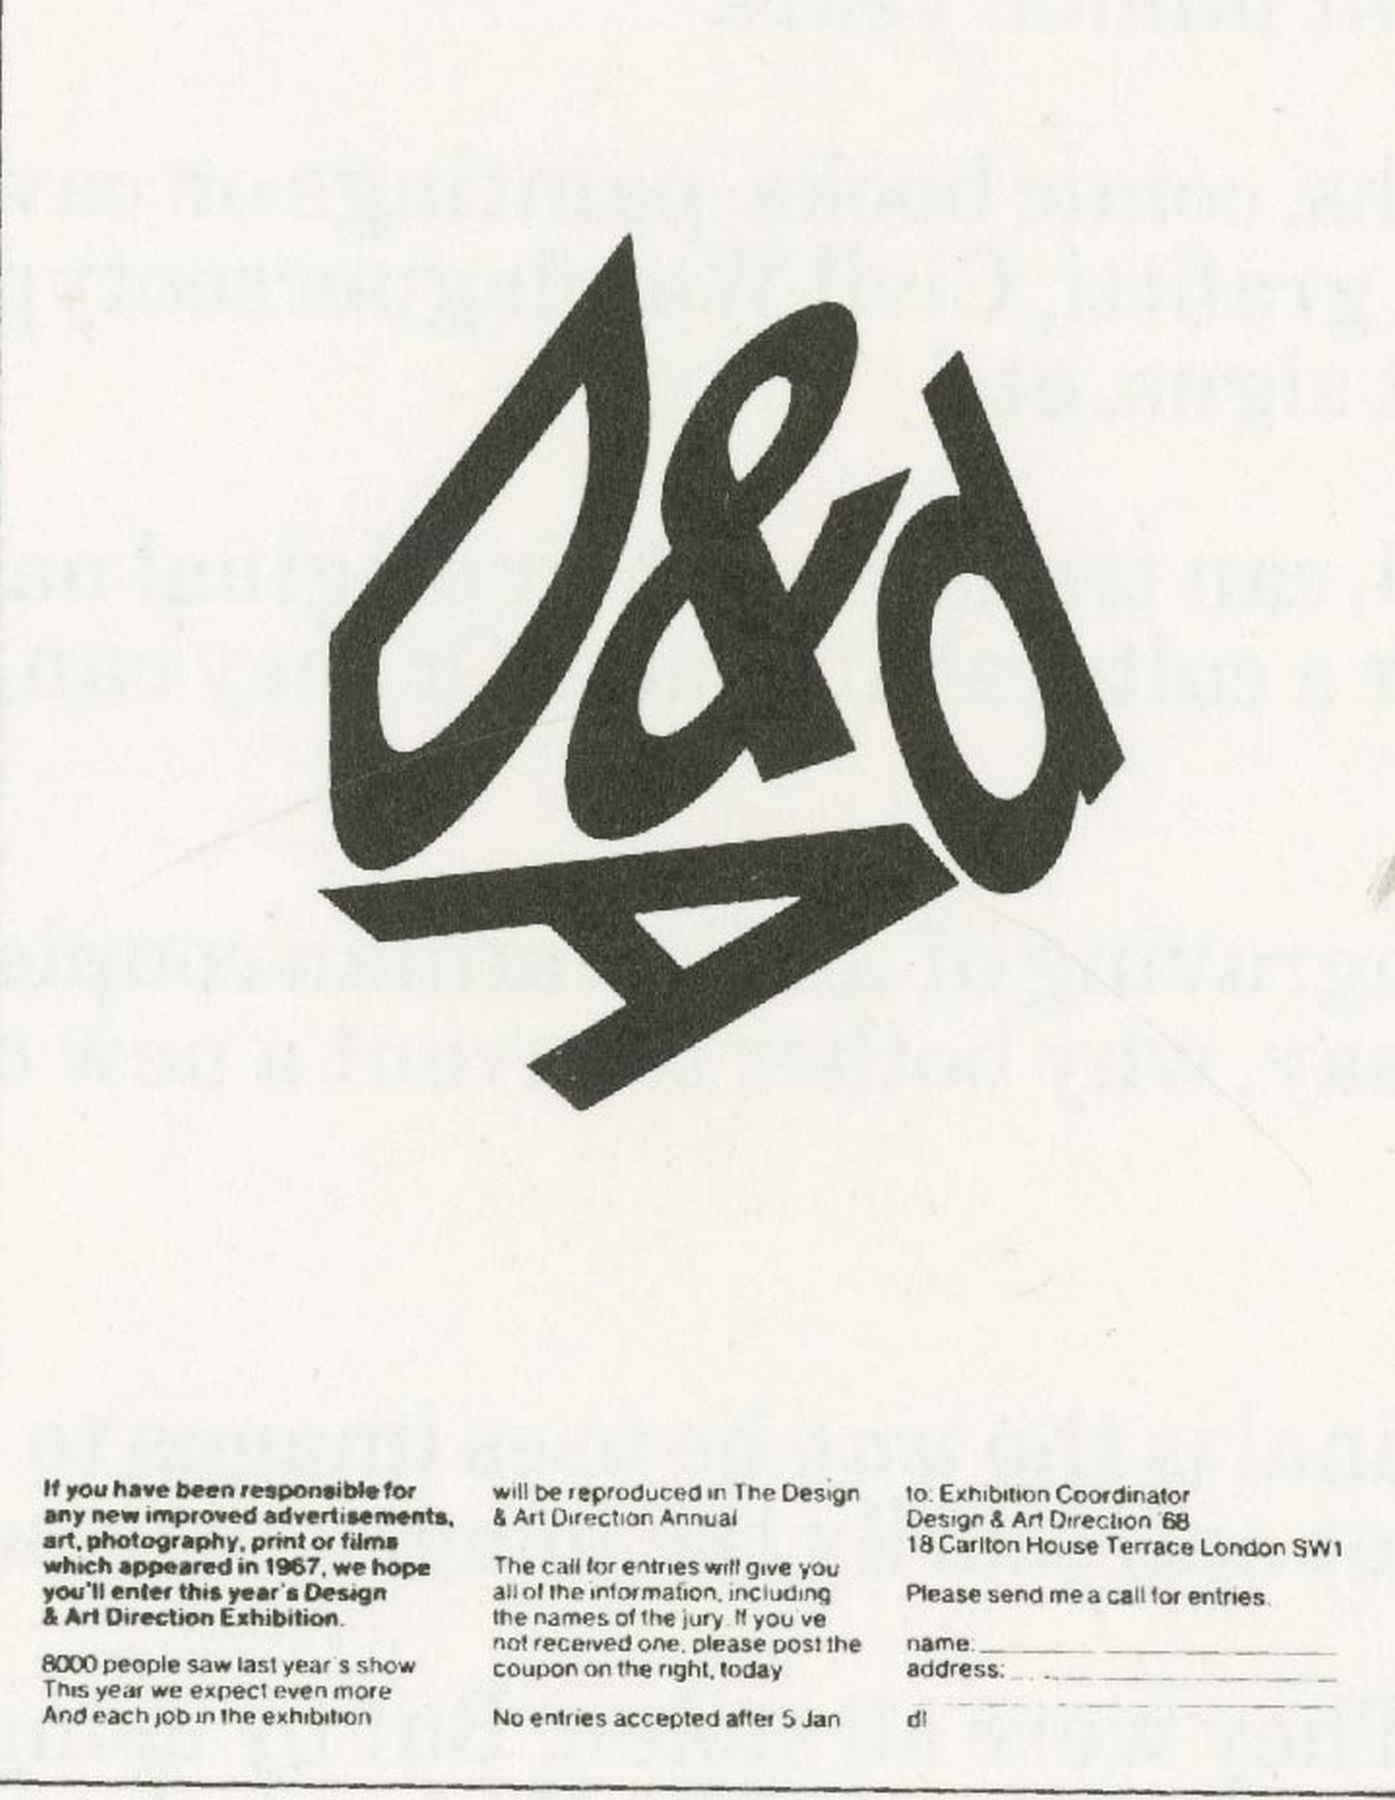 D&
d
A
If you have been responsible for
any new improved advertisements,
art, photography, print or films
which appeared in 1967, we hope
you'll enter this year's Design
& Art Direction Exhibition.
8000 people saw last year's show
This year we expect even more
And each job in the exhibition
will be reproduced in The Design
& Art Direction Annual
The call for entries will give you
all of the information, including
the names of the jury. If you ve
not received one, please post the
coupon on the right, today
No entries accepted after 5 Jan
to: Exhibition Coordinator
Design & Art Direction '68
18 Carlton House Terrace London SW1
Please send me a call for entries.
name:
address:
dl